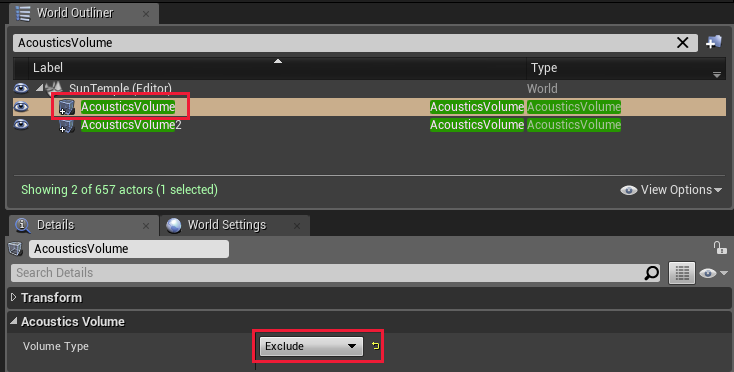 World Outliner
AcousticsVolume
Label Type
SunTemple (Editor) World
AcousticsVolume AcousticsVolume AcousticsVolume
AcousticsVolume2 AcousticsVolume AcousticsVolume
Showing 2 of 657 actors (1 selected) View Options
Details World Settings
AcousticsVolume
Search Details
Transform
Acoustics Volume
Volume Type Exclude